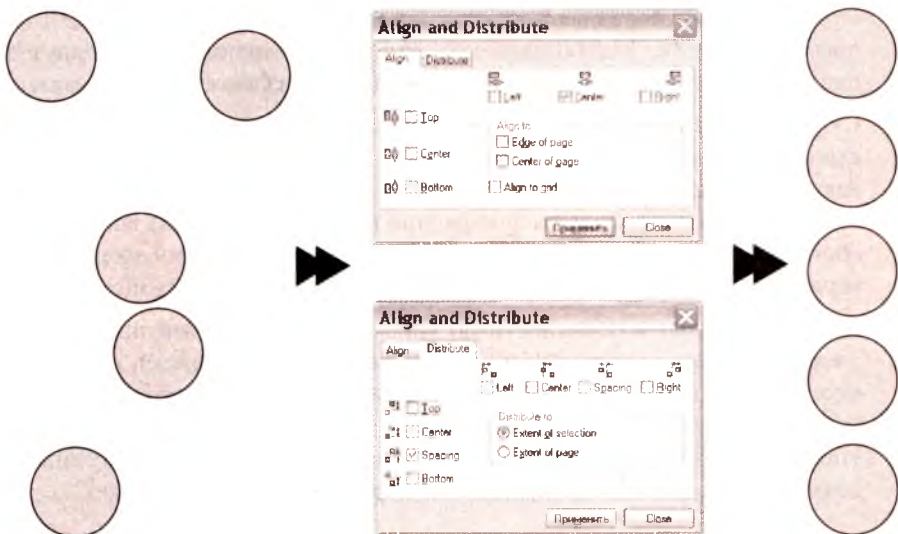 Align and Distribute
Align Distribute
Left Center Right
Top
Align to
Edge of page
Center of page
Center
Bottom
Align to grid
Применить Close
Align and Distribute
Align Distribute
Left Center Spacing Right
Top
Distribute to
Center
Extent of selection
Spacing
Extent of page
Bottom
Применить Close